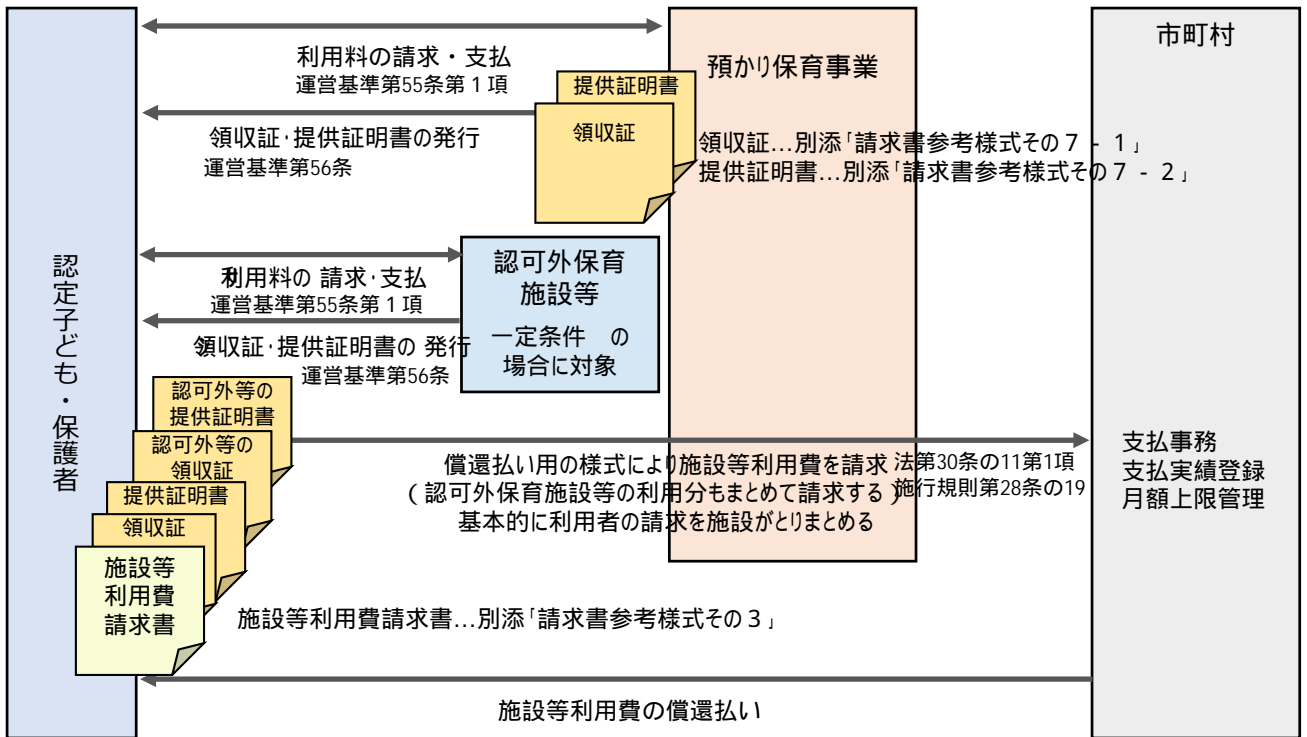 市町村
利用料の請求・支払
運営基準第55条第１項
預かり保育事業
提供証明書
領収証
領収証・提供証明書の発行
運営基準第56条
領収証…別添「請求書参考様式その７－１」
提供証明書…別添「請求書参考様式その７－２」
認定子ども・保護者
利用料の 請求・支払
運営基準第55条第１項
認可外保育
施設等
一定条件　の
場合に対象
領収証・提供証明書の 発行
運営基準第56条
認可外等の
提供証明書
認可外等の
領収証
提供証明書
領収証
施設等
利用費
請求書
償還払い用の様式により施設等利用費を請求
（認可外保育施設等の利用分もまとめて請求する）
基本的に利用者の請求を施設がとりまとめる
法第30条の11第1項
施行規則第28条の19
支払事務
支払実績登録
月額上限管理
施設等利用費請求書…別添「請求書参考様式その３」
施設等利用費の償還払い